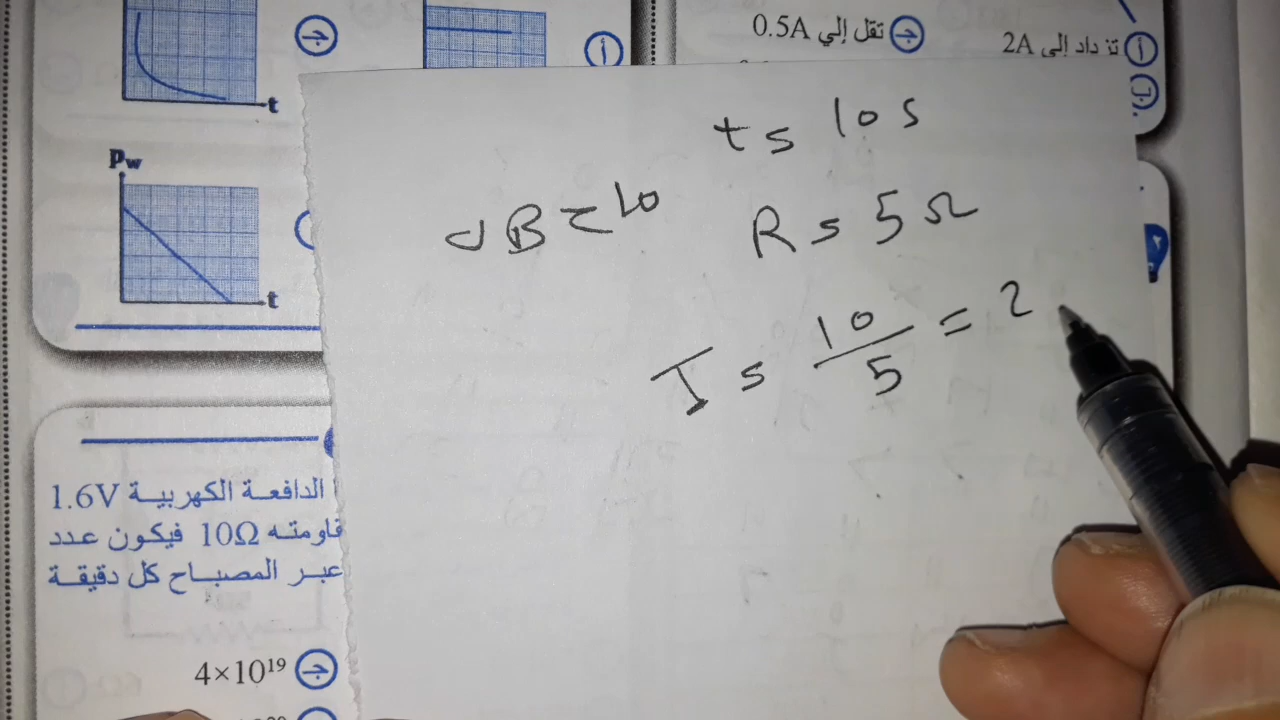 تقل إلي 0.5A
تزداد إلى 2A
أ
ج
أ
t
Pw
t
t = 10 s
VB = 10
R = 5 Ω
I = 10/5 = 2
الدافعة الكهربية 1.6V
قاومته 10Ω فيكون عدد
عبر المصباح كل دقيقة
4×10¹⁹